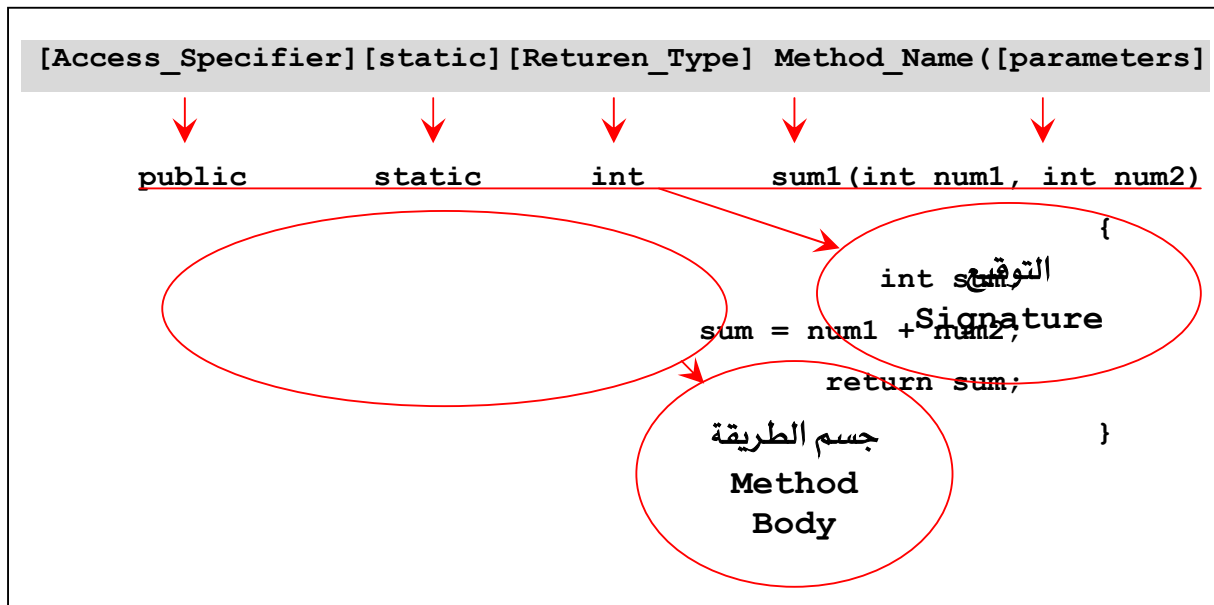 [Access_Specifier][static][Returen_Type] Method_Name([parameters]
public static int sum1(int num1, int num2)
{
int sum;
sum = num1 + num2;
return sum;
}
التوقيع
Signature
جسم الطريقة
Method
Body